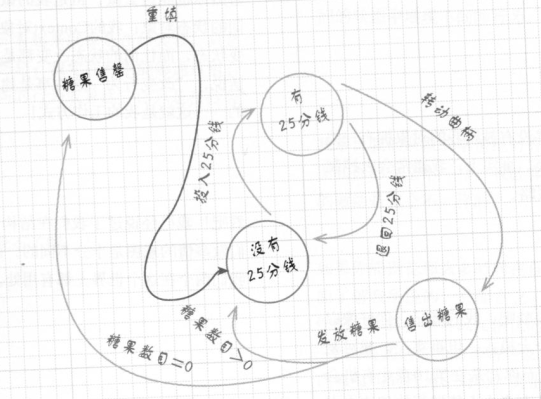 重填
糖果售罄
有
25分钱
转动曲柄
投入25分钱
退回25分钱
没有
25分钱
糖果数目=0
糖果数目>0
发放糖果
售出糖果